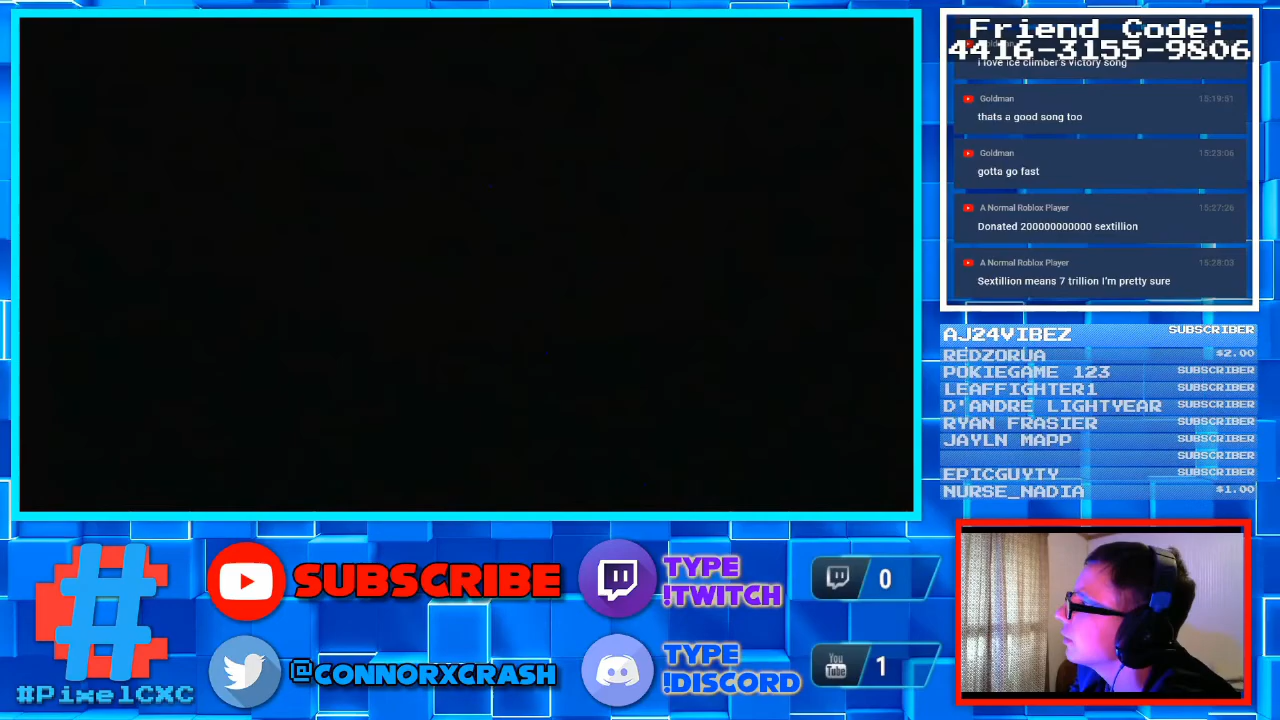 Friend Code:
4416-3155-9806
i love ice climber's victory song
Goldman 15:19:51
thats a good song too
Goldman 15:23:06
gotta go fast
A Normal Roblox Player 15:27:26
Donated 200000000000 sextillion
A Normal Roblox Player 15:28:03
Sextillion means 7 trillion I'm pretty sure
AJ24VIBEZ SUBSCRIBER
REDZORUA $2.00
POKIEGAME 123 SUBSCRIBER
LEAFFIGHTER1 SUBSCRIBER
D'ANDRE LIGHTYEAR SUBSCRIBER
RYAN FRASIER SUBSCRIBER
JAYLN MAPP SUBSCRIBER
SUBSCRIBER
EPICGUYTY SUBSCRIBER
NURSE_NADIA $1.00
#
#PixelCXC
SUBSCRIBE
@CONNORXCRASH
TYPE
!TWITCH
TYPE
!DISCORD
0
You
Tube
1